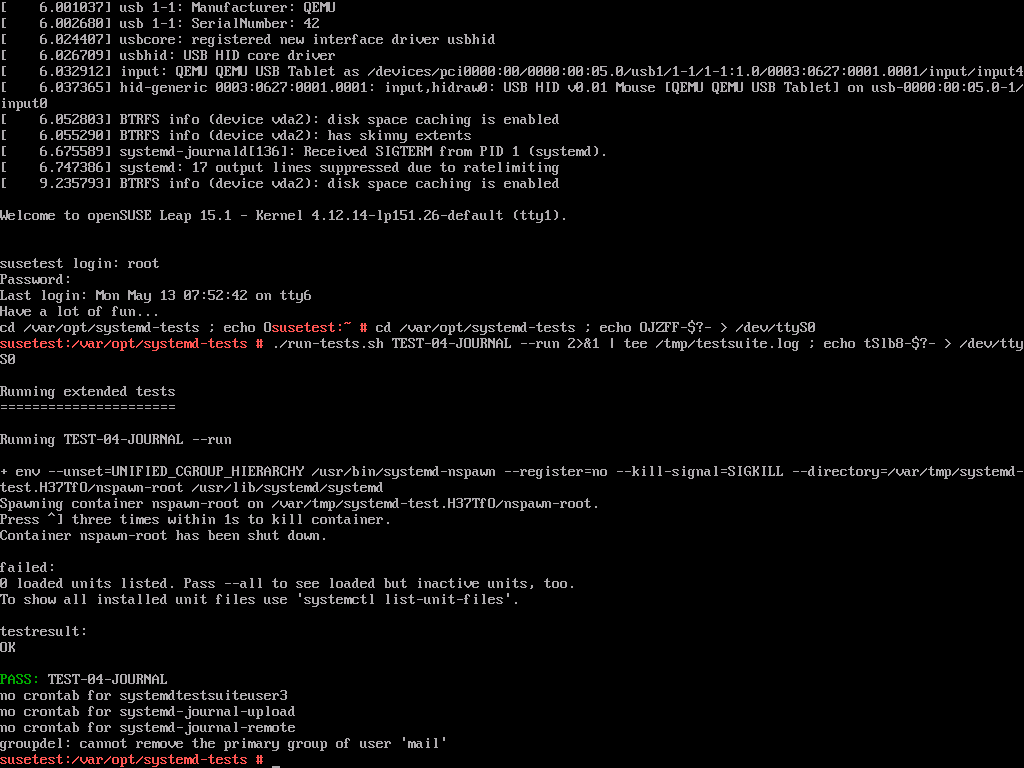 [    6.001037] usb 1-1: Manufacturer: QEMU
[    6.002680] usb 1-1: SerialNumber: 42
[    6.024407] usbcore: registered new interface driver usbhid
[    6.026709] usbhid: USB HID core driver
[    6.032912] input: QEMU QEMU USB Tablet as /devices/pci0000:00/0000:00:05.0/usb1/1-1/1-1:1.0/0003:0627:0001.0001/input/input4
[    6.037365] hid-generic 0003:0627:0001.0001: input,hidraw0: USB HID v0.01 Mouse [QEMU QEMU USB Tablet] on usb-0000:00:05.0-1/
input0
[    6.052803] BTRFS info (device vda2): disk space caching is enabled
[    6.055290] BTRFS info (device vda2): has skinny extents
[    6.675589] systemd-journald[136]: Received SIGTERM from PID 1 (systemd).
[    6.747386] systemd: 17 output lines suppressed due to ratelimiting
[    9.235793] BTRFS info (device vda2): disk space caching is enabled
Welcome to openSUSE Leap 15.1 - Kernel 4.12.14-lp151.26-default (tty1).
susetest login: root
Password:
Last login: Mon May 13 07:52:42 on tty6
Have a lot of fun...
cd /var/opt/systemd-tests ; echo Osusetest:~ # cd /var/opt/systemd-tests ; echo OJZFF-$?- > /dev/ttyS0
susetest:/var/opt/systemd-tests # ./run-tests.sh TEST-04-JOURNAL --run 2>&1 | tee /tmp/testsuite.log ; echo tSlb8-$?- > /dev/tty
S0
Running extended tests
======================
Running TEST-04-JOURNAL --run
+ env --unset=UNIFIED_CGROUP_HIERARCHY /usr/bin/systemd-nspawn --register=no --kill-signal=SIGKILL --directory=/var/tmp/systemd-
test.H37TfO/nspawn-root /usr/lib/systemd/systemd
Spawning container nspawn-root on /var/tmp/systemd-test.H37TfO/nspawn-root.
Press ^] three times within 1s to kill container.
Container nspawn-root has been shut down.
failed:
0 loaded units listed. Pass --all to see loaded but inactive units, too.
To show all installed unit files use 'systemctl list-unit-files'.
testresult:
OK
PASS: TEST-04-JOURNAL
no crontab for systemdtestsuiteuser3
no crontab for systemd-journal-upload
no crontab for systemd-journal-remote
groupdel: cannot remove the primary group of user 'mail'
susetest:/var/opt/systemd-tests # _